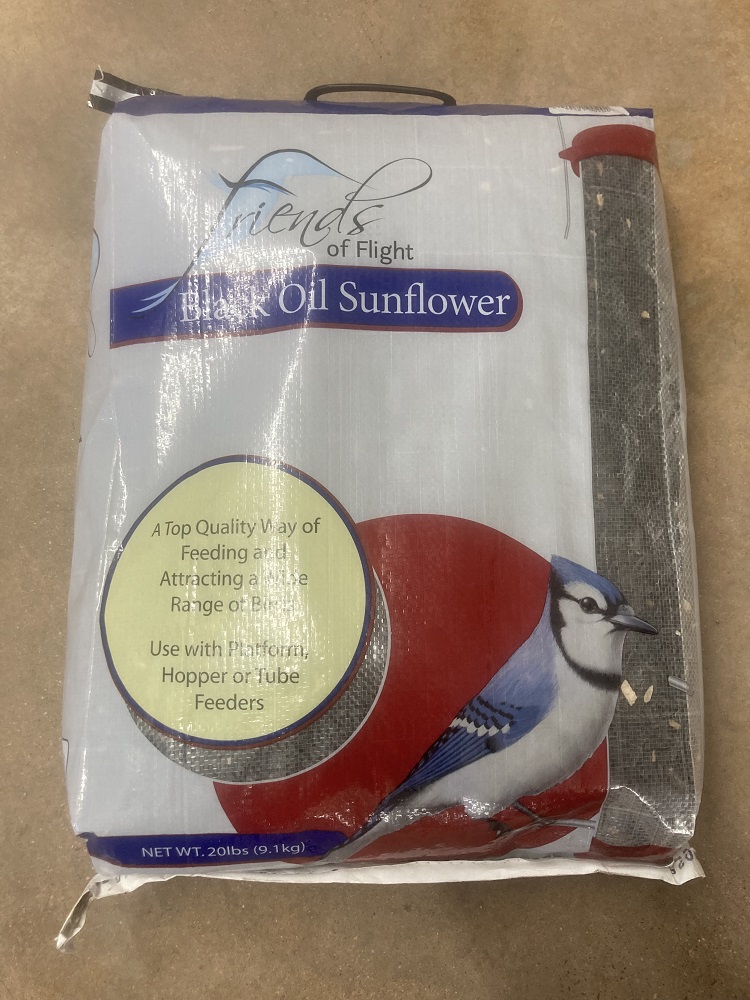 friends
of Flight
Black Oil Sunflower
A Top Quality Way of
Feeding and
Attracting a Wide
Range of Birds
Use with Platform,
Hopper or Tube
Feeders
NET WT. 20lbs (9.1kg)